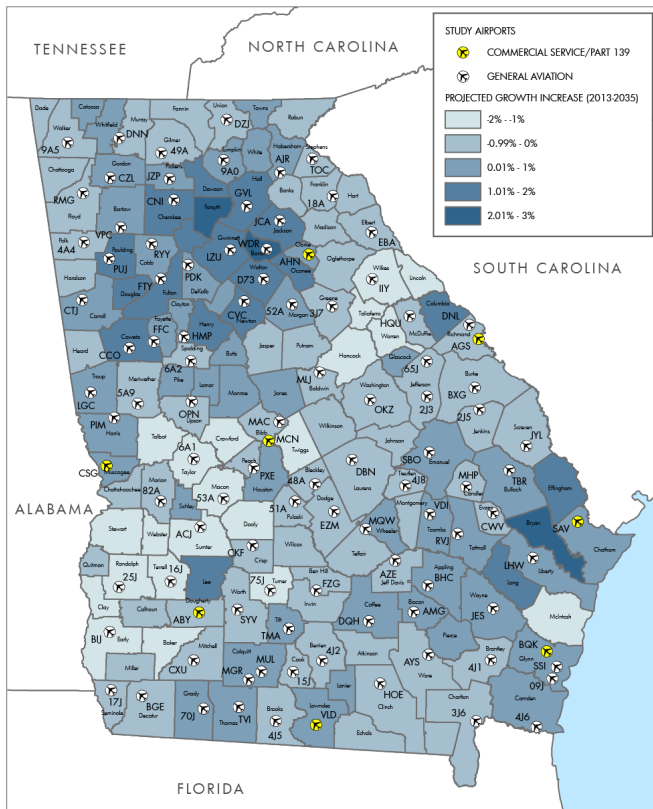 TENNESSEE
NORTH CAROLINA
SOUTH CAROLINA
ALABAMA
FLORIDA
STUDY AIRPORTS
COMMERCIAL SERVICE/PART 139
GENERAL AVIATION
PROJECTED GROWTH INCREASE (2013-2035)
-2% - -1%
-0.99% - 0%
0.01% - 1%
1.01% - 2%
2.01% - 3%
Dade
Catoosa
Whitfield
Murray
Fannin
Union
Towns
Rabun
Walker
9A5
DNN
Gilmer
49A
DZJ
Lumpkin
White
Habersham
Stephens
TOC
Chattooga
Gordon
CZL
Pickens
JZP
9A0
AJR
Dawson
Hall
GVL
Banks
Franklin
18A
Hart
RMG
Floyd
Bartow
VPC
CNI
Cherokee
Forsyth
JCA
Jackson
Madison
Elbert
EBA
Polk
4A4
Paulding
PUJ
Cobb
RYY
Gwinnett
LZU
WDR
Barrow
Clarke
AHN
Oconee
Oglethorpe
Wilkes
IIY
Lincoln
Haralson
Douglas
FTY
Fulton
PDK
DeKalb
D73
Walton
Carroll
CTJ
Clayton
CVC
Newton
52A
Morgan
3J7
Greene
Taliaferro
HQU
McDuffie
Columbia
DNL
Richmond
AGS
Warren
Heard
Coweta
CCO
Fayette
FFC
Henry
HMP
Spalding
6A2
Butts
Jasper
Putnam
Hancock
Glascock
65J
Jefferson
2J3
Burke
BXG
Troup
LGC
5A9
Meriwether
Pike
Lamar
OPN
Upson
Monroe
Jones
MLJ
Baldwin
Washington
OKZ
2J5
Jenkins
Screven
JYL
PIM
Harris
Talbot
6A1
Taylor
Crawford
MAC
Bibb
MCN
Twiggs
Wilkinson
Johnson
SBO
Emanuel
CSG
Muscogee
Chattahoochee
Marion
82A
Schley
53A
Macon
Peach
PXE
Houston
48A
Bleckley
DBN
Laurens
Treutlen
4J8
MHP
Candler
TBR
Bulloch
Effingham
Stewart
Webster
ACJ
Sumter
Dooly
51A
Pulaski
Dodge
EZM
MQW
Wheeler
Montgomery
VDI
Toombs
Evans
CWV
Bryan
SAV
Chatham
Quitman
Randolph
25J
Terrell
16J
Lee
CKF
Crisp
Wilcox
Telfair
RVJ
Tattnall
LHW
Liberty
Long
Clay
Calhoun
Dougherty
ABY
Worth
SYV
75J
Turner
Ben Hill
FZG
Irwin
AZE
Jeff Davis
Appling
BHC
Wayne
JES
McIntosh
BIJ
Early
Baker
Mitchell
CXU
Tift
TMA
Coffee
DQH
Bacon
AMG
Pierce
Miller
Colquitt
MGR
MUL
Cook
15J
Berrien
4J2
Atkinson
AYS
Ware
Brantley
4J1
BQK
Glynn
SSI
09J
17J
Seminole
BGE
Decatur
Grady
70J
Thomas
TVI
Brooks
4J5
Lowndes
VLD
Lanier
Echols
HOE
Clinch
Charlton
3J6
Camden
4J6